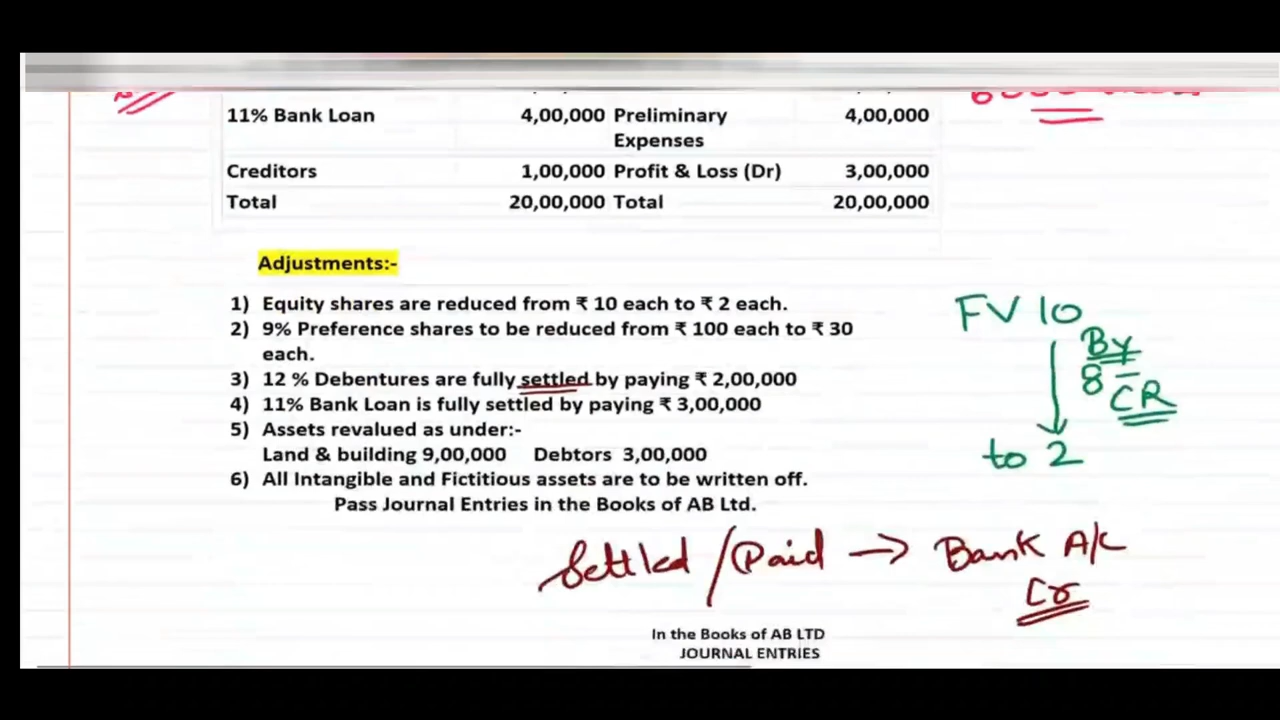 11% Bank Loan 4,00,000 Preliminary 4,00,000
Expenses
Creditors 1,00,000 Profit & Loss (Dr) 3,00,000
Total 20,00,000 Total 20,00,000
Adjustments:-
1) Equity shares are reduced from ₹ 10 each to ₹ 2 each.
2) 9% Preference shares to be reduced from ₹ 100 each to ₹ 30
each.
3) 12 % Debentures are fully settled by paying ₹ 2,00,000
4) 11% Bank Loan is fully settled by paying ₹ 3,00,000
5) Assets revalued as under:-
Land & building 9,00,000 Debtors 3,00,000
6) All Intangible and Fictitious assets are to be written off.
Pass Journal Entries in the Books of AB Ltd.
FV 10
By
8
CR
to 2
Settled / Paid → Bank A/c
Cr
In the Books of AB LTD
JOURNAL ENTRIES